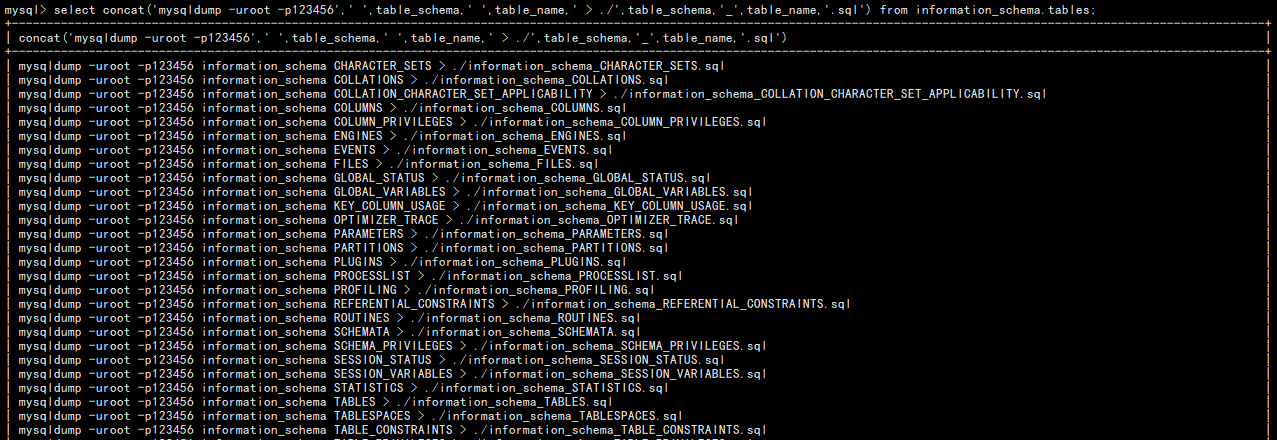 mysql> select concat('mysqldump -uroot -p123456',' ',table_schema,' ',table_name,' > ./',table_schema,'_',table_name,'.sql') from information_schema.tables;
| concat('mysqldump -uroot -p123456',' ',table_schema,' ',table_name,' > ./',table_schema,'_',table_name,'.sql') |
| mysqldump -uroot -p123456 information_schema CHARACTER_SETS > ./information_schema_CHARACTER_SETS.sql |
| mysqldump -uroot -p123456 information_schema COLLATIONS > ./information_schema_COLLATIONS.sql |
| mysqldump -uroot -p123456 information_schema COLLATION_CHARACTER_SET_APPLICABILITY > ./information_schema_COLLATION_CHARACTER_SET_APPLICABILITY.sql |
| mysqldump -uroot -p123456 information_schema COLUMNS > ./information_schema_COLUMNS.sql |
| mysqldump -uroot -p123456 information_schema COLUMN_PRIVILEGES > ./information_schema_COLUMN_PRIVILEGES.sql |
| mysqldump -uroot -p123456 information_schema ENGINES > ./information_schema_ENGINES.sql |
| mysqldump -uroot -p123456 information_schema EVENTS > ./information_schema_EVENTS.sql |
| mysqldump -uroot -p123456 information_schema FILES > ./information_schema_FILES.sql |
| mysqldump -uroot -p123456 information_schema GLOBAL_STATUS > ./information_schema_GLOBAL_STATUS.sql |
| mysqldump -uroot -p123456 information_schema GLOBAL_VARIABLES > ./information_schema_GLOBAL_VARIABLES.sql |
| mysqldump -uroot -p123456 information_schema KEY_COLUMN_USAGE > ./information_schema_KEY_COLUMN_USAGE.sql |
| mysqldump -uroot -p123456 information_schema OPTIMIZER_TRACE > ./information_schema_OPTIMIZER_TRACE.sql |
| mysqldump -uroot -p123456 information_schema PARAMETERS > ./information_schema_PARAMETERS.sql |
| mysqldump -uroot -p123456 information_schema PARTITIONS > ./information_schema_PARTITIONS.sql |
| mysqldump -uroot -p123456 information_schema PLUGINS > ./information_schema_PLUGINS.sql |
| mysqldump -uroot -p123456 information_schema PROCESSLIST > ./information_schema_PROCESSLIST.sql |
| mysqldump -uroot -p123456 information_schema PROFILING > ./information_schema_PROFILING.sql |
| mysqldump -uroot -p123456 information_schema REFERENTIAL_CONSTRAINTS > ./information_schema_REFERENTIAL_CONSTRAINTS.sql |
| mysqldump -uroot -p123456 information_schema ROUTINES > ./information_schema_ROUTINES.sql |
| mysqldump -uroot -p123456 information_schema SCHEMATA > ./information_schema_SCHEMATA.sql |
| mysqldump -uroot -p123456 information_schema SCHEMA_PRIVILEGES > ./information_schema_SCHEMA_PRIVILEGES.sql |
| mysqldump -uroot -p123456 information_schema SESSION_STATUS > ./information_schema_SESSION_STATUS.sql |
| mysqldump -uroot -p123456 information_schema SESSION_VARIABLES > ./information_schema_SESSION_VARIABLES.sql |
| mysqldump -uroot -p123456 information_schema STATISTICS > ./information_schema_STATISTICS.sql |
| mysqldump -uroot -p123456 information_schema TABLES > ./information_schema_TABLES.sql |
| mysqldump -uroot -p123456 information_schema TABLESPACES > ./information_schema_TABLESPACES.sql |
| mysqldump -uroot -p123456 information_schema TABLE_CONSTRAINTS > ./information_schema_TABLE_CONSTRAINTS.sql |